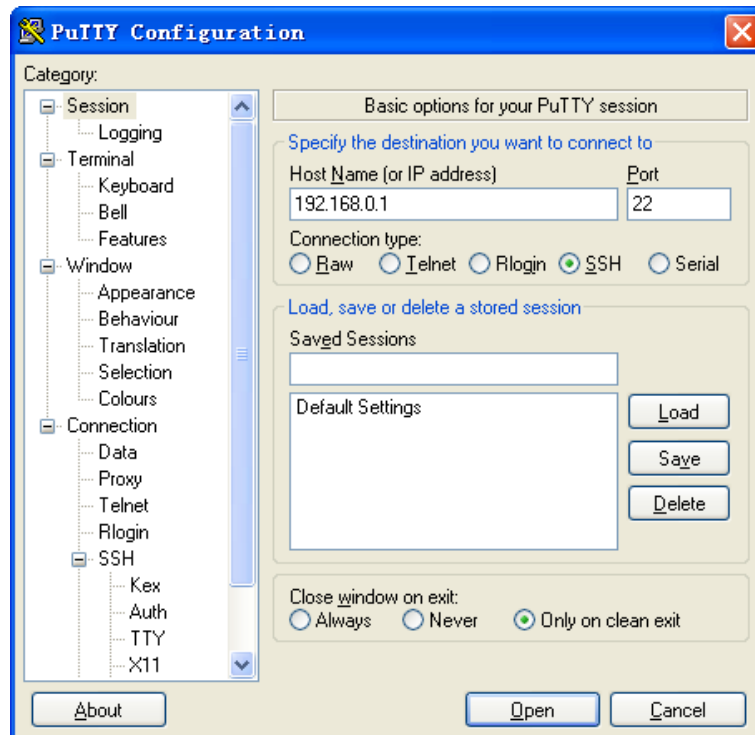 PuTTY Configuration
Category:
Session
Logging
Terminal
Keyboard
Bell
Features
Window
Appearance
Behaviour
Translation
Selection
Colours
Connection
Data
Proxy
Telnet
Rlogin
SSH
Kex
Auth
TTY
X11
Basic options for your PuTTY session
Specify the destination you want to connect to
Host Name (or IP address) Port
192.168.0.1 22
Connection type:
Raw Telnet Rlogin SSH Serial
Load, save or delete a stored session
Saved Sessions
Default Settings
Load
Save
Delete
Close window on exit:
Always Never Only on clean exit
About Open Cancel